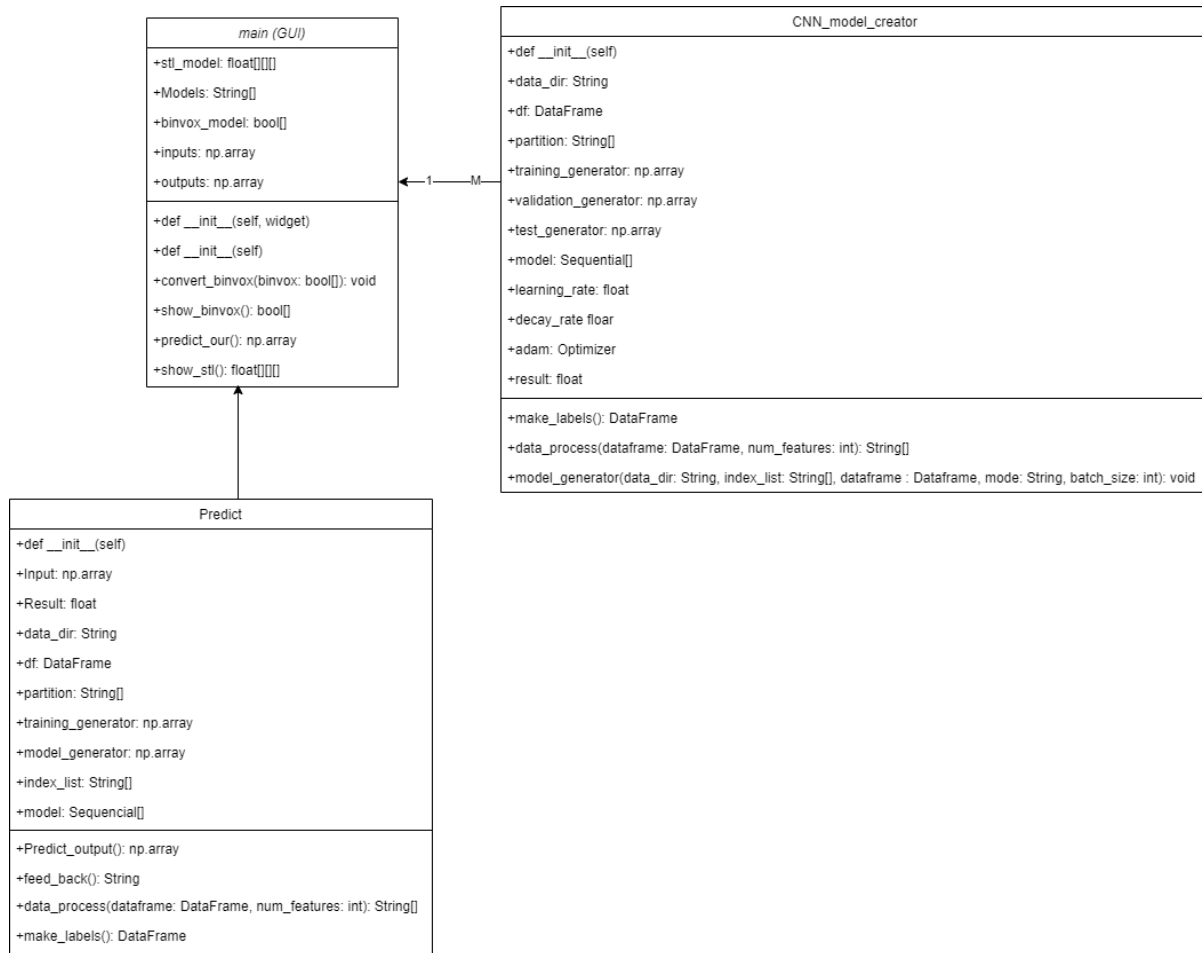 main (GUI)
+stl_model: float[][][]
+Models: String[]
+binvox_model: bool[]
+inputs: np.array
+outputs: np.array
+def __init__(self, widget)
+def __init__(self)
+convert_binvox(binvox: bool[]): void
+show_binvox(): bool[]
+predict_our(): np.array
+show_stl(): float[][][]
1
M
CNN_model_creator
+def __init__(self)
+data_dir: String
+df: DataFrame
+partition: String[]
+training_generator: np.array
+validation_generator: np.array
+test_generator: np.array
+model: Sequential[]
+learning_rate: float
+decay_rate floar
+adam: Optimizer
+result: float
+make_labels(): DataFrame
+data_process(dataframe: DataFrame, num_features: int): String[]
+model_generator(data_dir: String, index_list: String[], dataframe : Dataframe, mode: String, batch_size: int): void
Predict
+def __init__(self)
+Input: np.array
+Result: float
+data_dir: String
+df: DataFrame
+partition: String[]
+training_generator: np.array
+model_generator: np.array
+index_list: String[]
+model: Sequencial[]
+Predict_output(): np.array
+feed_back(): String
+data_process(dataframe: DataFrame, num_features: int): String[]
+make_labels(): DataFrame